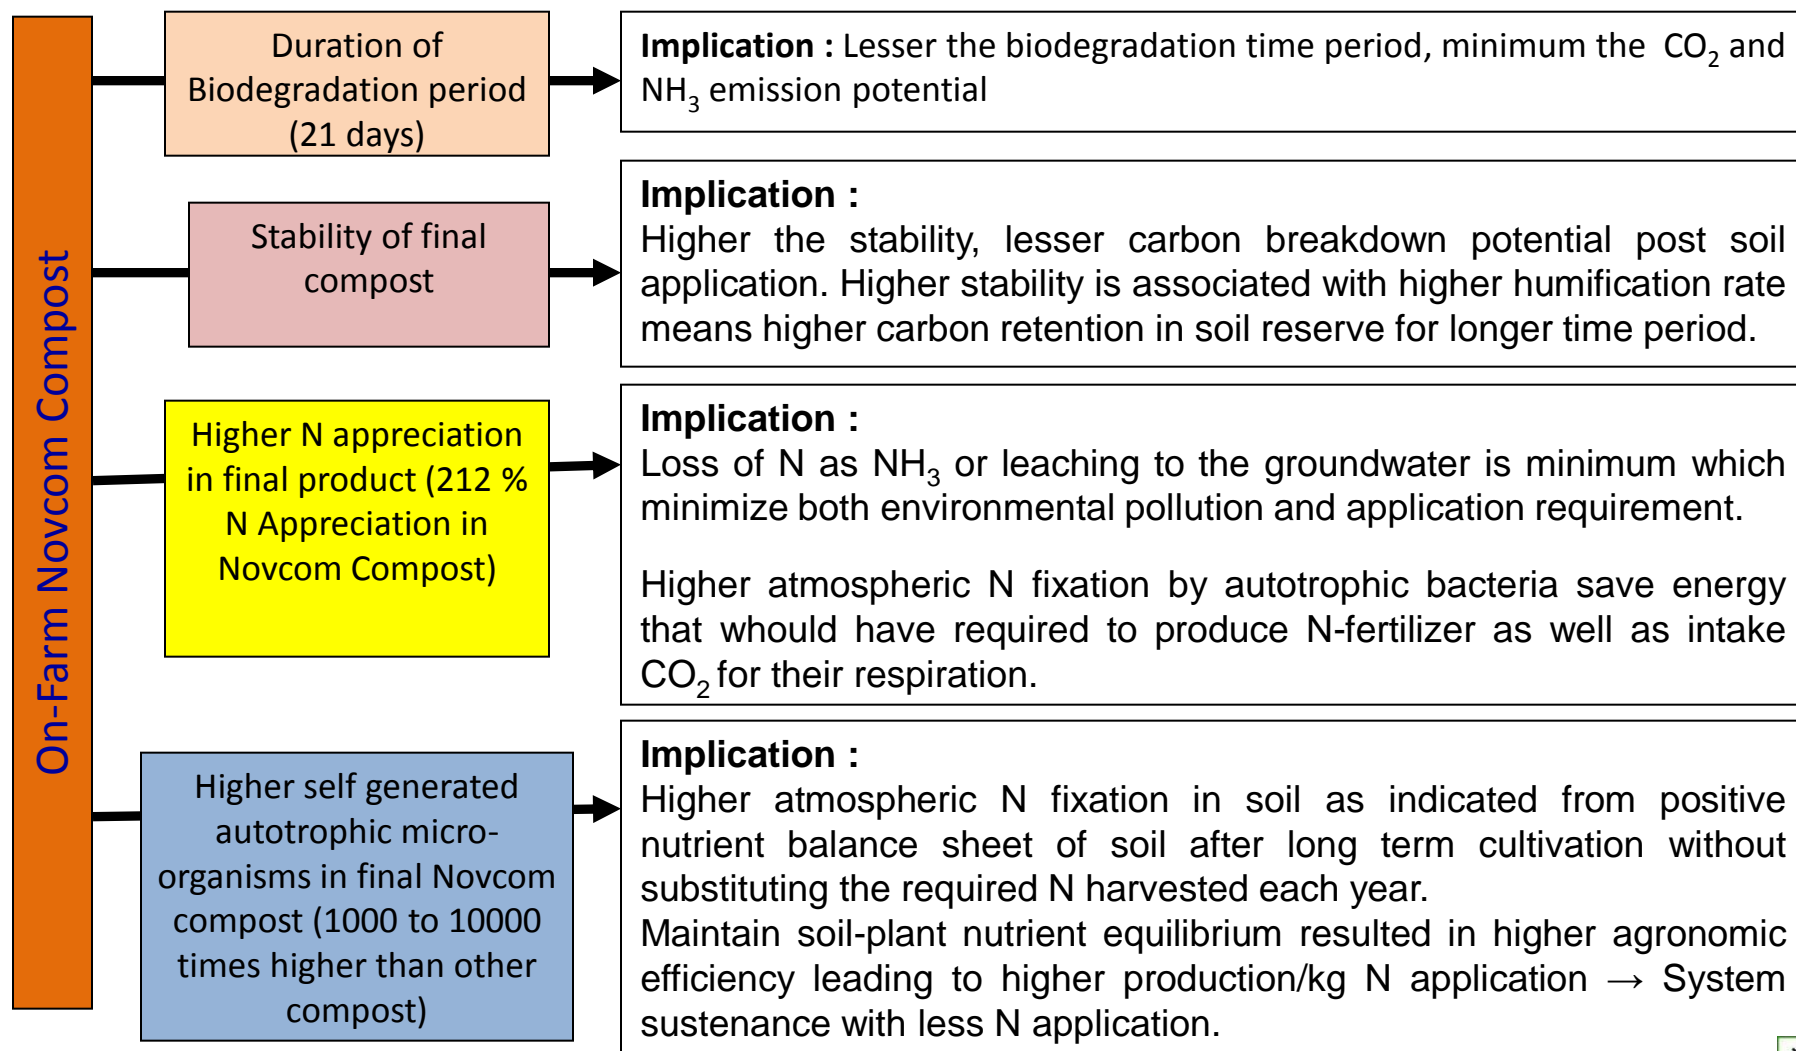 On-Farm Novcom Compost
Duration of
Biodegradation period
(21 days)
Implication : Lesser the biodegradation time period, minimum the CO2 and
NH3 emission potential
Stability of final
compost
Implication :
Higher the stability, lesser carbon breakdown potential post soil
application. Higher stability is associated with higher humification rate
means higher carbon retention in soil reserve for longer time period.
Higher N appreciation
in final product (212 %
N Appreciation in
Novcom Compost)
Implication :
Loss of N as NH3 or leaching to the groundwater is minimum which
minimize both environmental pollution and application requirement.
Higher atmospheric N fixation by autotrophic bacteria save energy
that whould have required to produce N-fertilizer as well as intake
CO2 for their respiration.
Higher self generated
autotrophic micro-
organisms in final Novcom
compost (1000 to 10000
times higher than other
compost)
Implication :
Higher atmospheric N fixation in soil as indicated from positive
nutrient balance sheet of soil after long term cultivation without
substituting the required N harvested each year.
Maintain soil-plant nutrient equilibrium resulted in higher agronomic
efficiency leading to higher production/kg N application → System
sustenance with less N application.